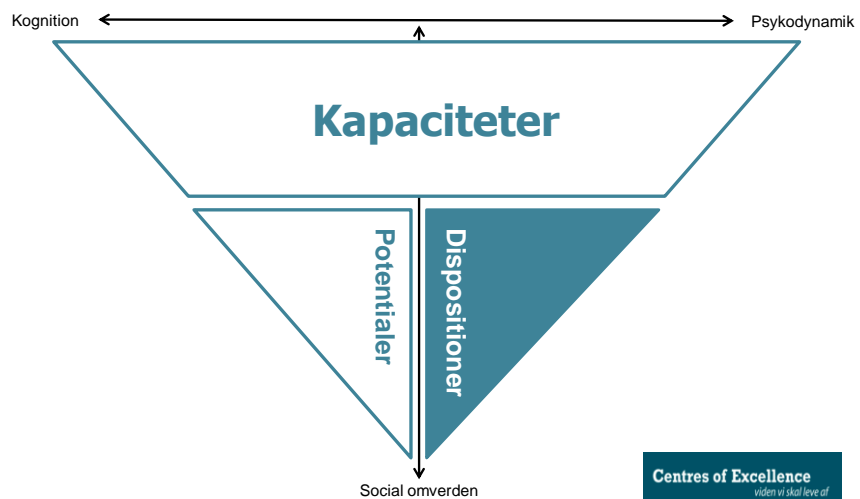 Kognition
Psykodynamik
Kapaciteter
Potentialer
Dispositioner
Social omverden
Centres of Excellence
viden vi skal leve af